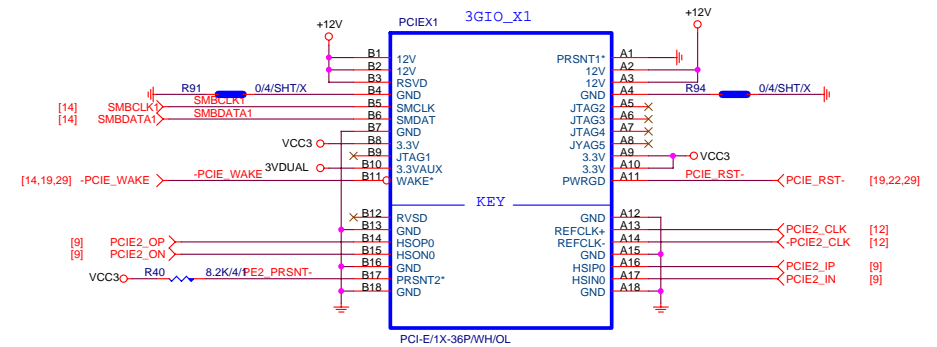 3GIO_X1
+12V
PCIEX1
+12V
B1 12V
B2 12V
B3 RSVD
R91 0/4/SHT/X B4 GND
[14] SMBCLK1 SMBCLK1 B5 SMCLK
[14] SMBDATA1 SMBDATA1 B6 SMDAT
B7 GND
VCC3 B8 3.3V
B9 JTAG1
3VDUAL B10 3.3VAUX
[14,19,29] -PCIE_WAKE -PCIE_WAKE B11 WAKE*
KEY
B12 RVSD
B13 GND
[9] PCIE2_OP B14 HSOP0
[9] PCIE2_ON B15 HSON0
B16 GND
VCC3 R40 8.2K/4/1 PE2_PRSNT- B17 PRSNT2*
B18 GND
PRSNT1* A1
12V A2
12V A3
GND A4 R94 0/4/SHT/X
JTAG2 A5
JTAG3 A6
JTAG4 A7
JYAG5 A8
3.3V A9 VCC3
3.3V A10
PWRGD A11 PCIE_RST- PCIE_RST- [19,22,29]
GND A12
REFCLK+ A13 PCIE2_CLK [12]
REFCLK- A14 -PCIE2_CLK [12]
GND A15
HSIP0 A16 PCIE2_IP [9]
HSIN0 A17 PCIE2_IN [9]
GND A18
PCI-E/1X-36P/WH/OL